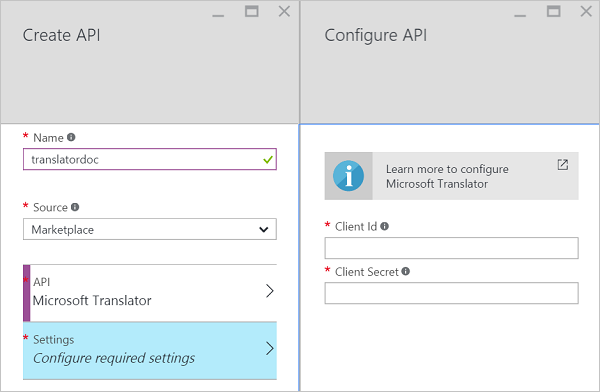 Create API
* Name
translatordoc
* Source
Marketplace
* API
Microsoft Translator
* Settings
Configure required settings
Configure API
Learn more to configure
Microsoft Translator
* Client Id
* Client Secret